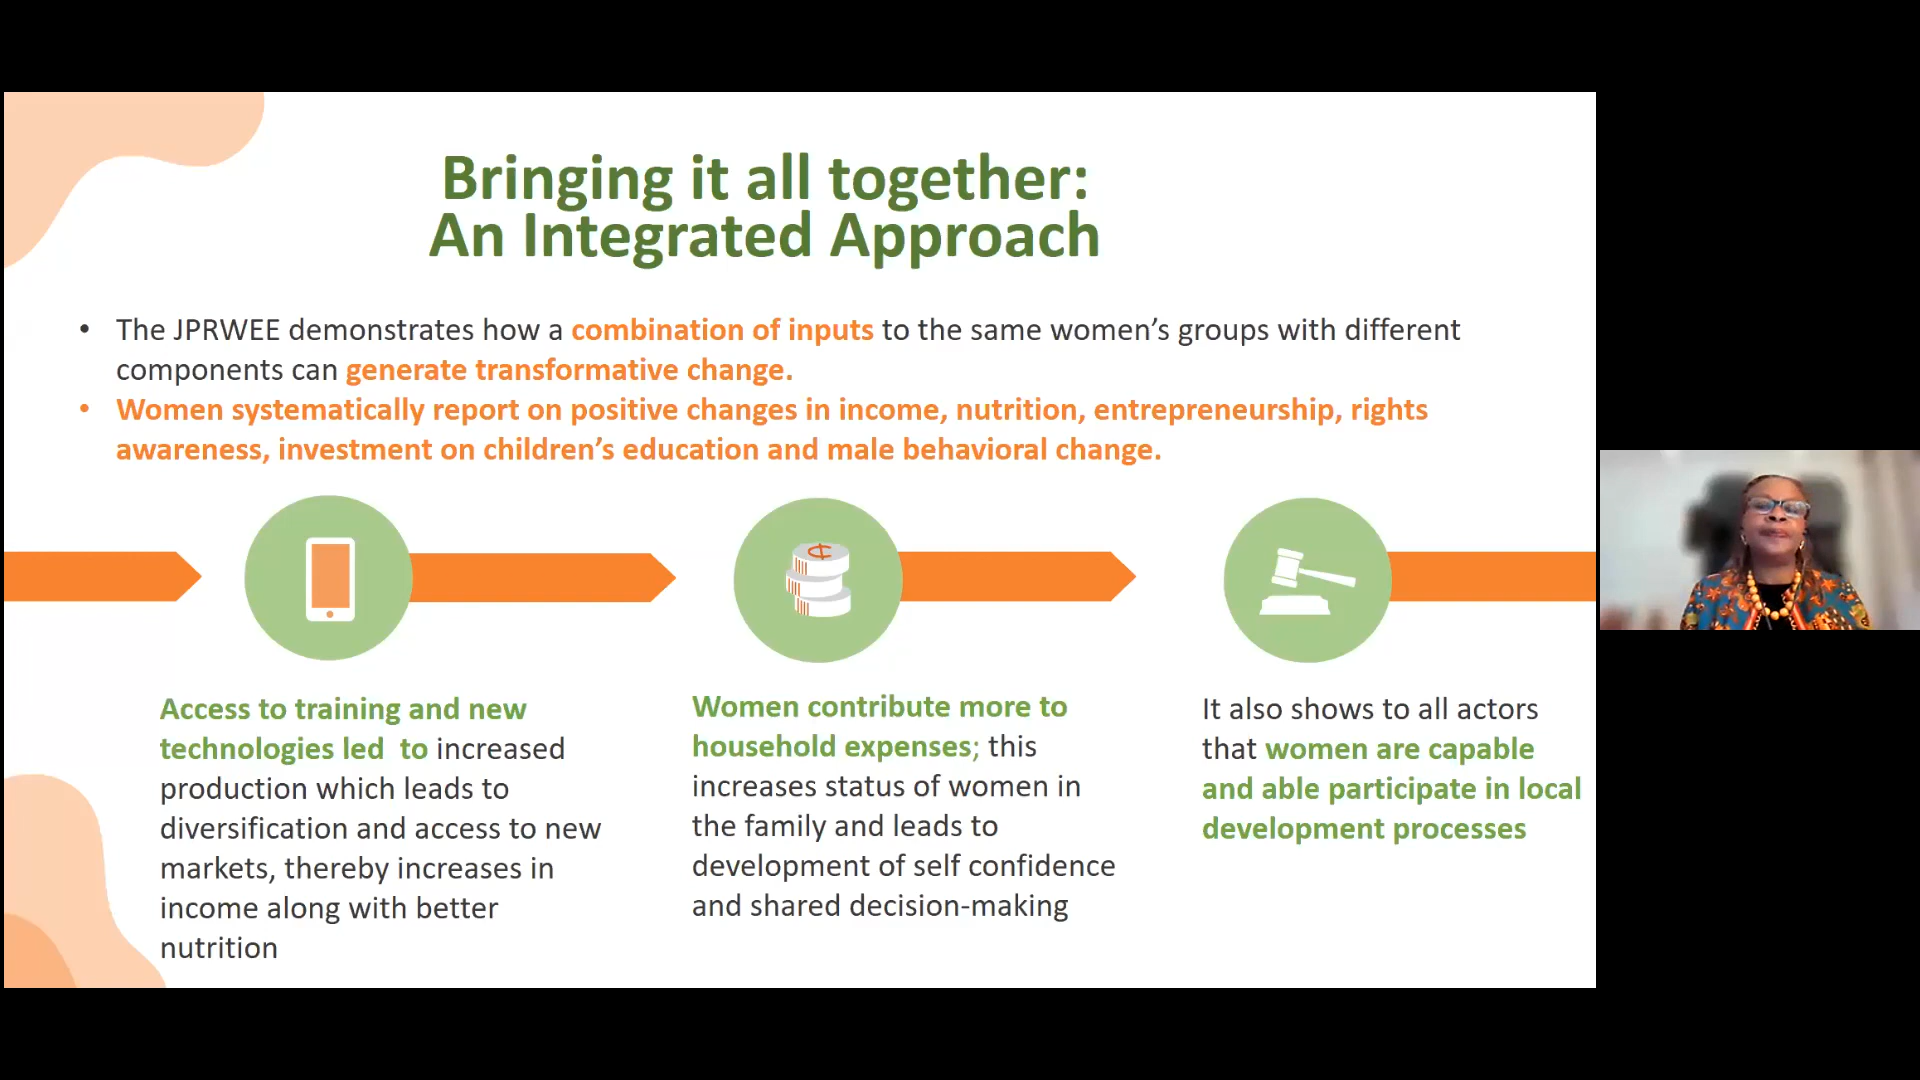 Bringing it all together:
An Integrated Approach
• The JPRWEE demonstrates how a combination of inputs to the same women’s groups with different
components can generate transformative change.
• Women systematically report on positive changes in income, nutrition, entrepreneurship, rights
awareness, investment on children’s education and male behavioral change.
Access to training and new
technologies led  to increased
production which leads to
diversification and access to new
markets, thereby increases in
income along with better
nutrition
Women contribute more to
household expenses; this
increases status of women in
the family and leads to
development of self confidence
and shared decision-making
It also shows to all actors
that women are capable
and able participate in local
development processes